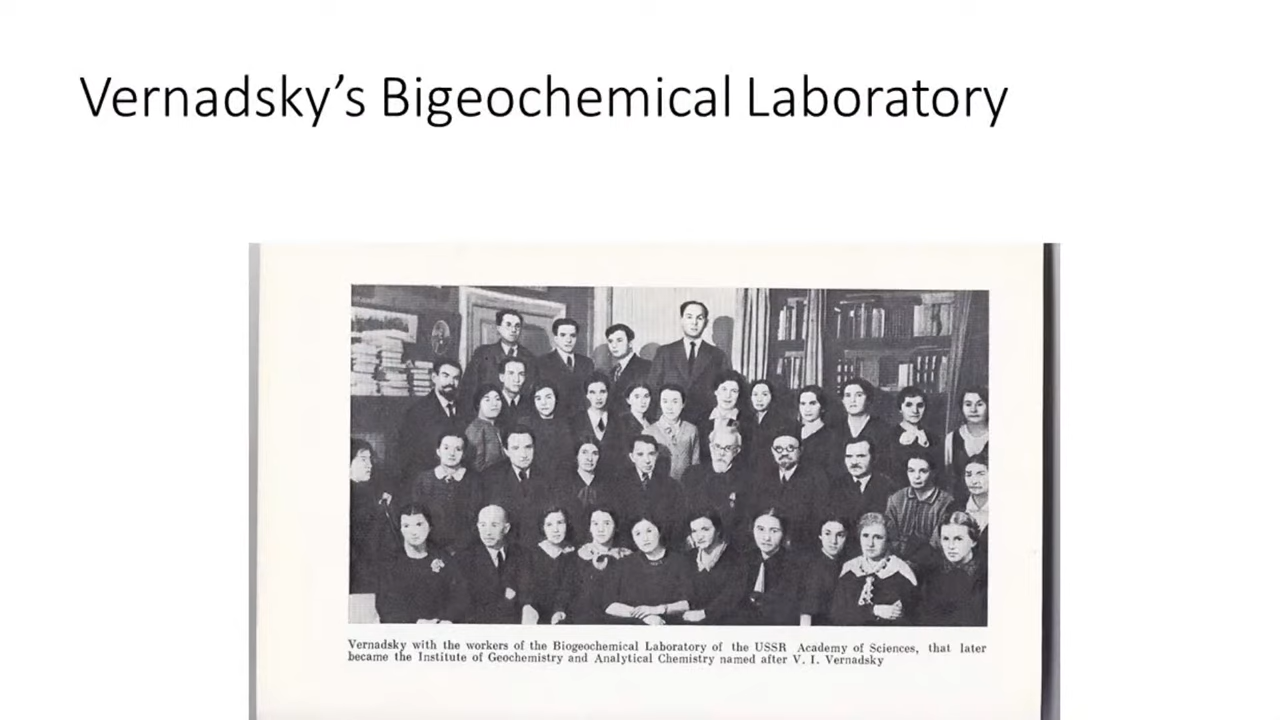 Vernadsky’s Bigeochemical Laboratory
Vernadsky with the workers of the Biogeochemical Laboratory of the USSR Academy of Sciences, that later
became the Institute of Geochemistry and Analytical Chemistry named after V. I. Vernadsky